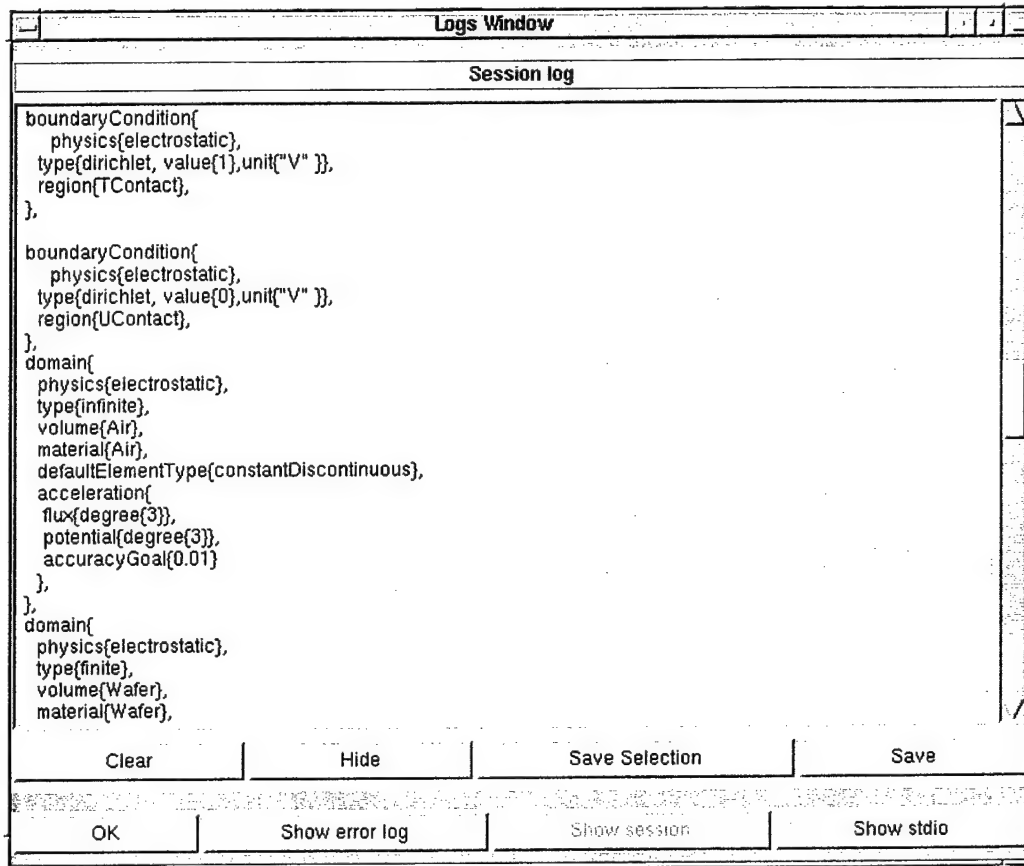 Logs Window
Session log
boundaryCondition{
physics{electrostatic},
type{dirichlet, value{1},unit{"V" }},
region{TContact},
},
boundaryCondition{
physics{electrostatic},
type{dirichlet, value{0},unit{"V" }},
region{UContact},
},
domain{
physics{electrostatic},
type{infinite},
volume{Air},
material{Air},
defaultElementType{constantDiscontinuous},
acceleration{
flux{degree{3}},
potential{degree{3}},
accuracyGoal{0.01}
},
},
domain{
physics{electrostatic},
type{finite},
volume{Wafer},
material{Wafer},
Clear Hide Save Selection Save
OK Show error log Show session Show stdio